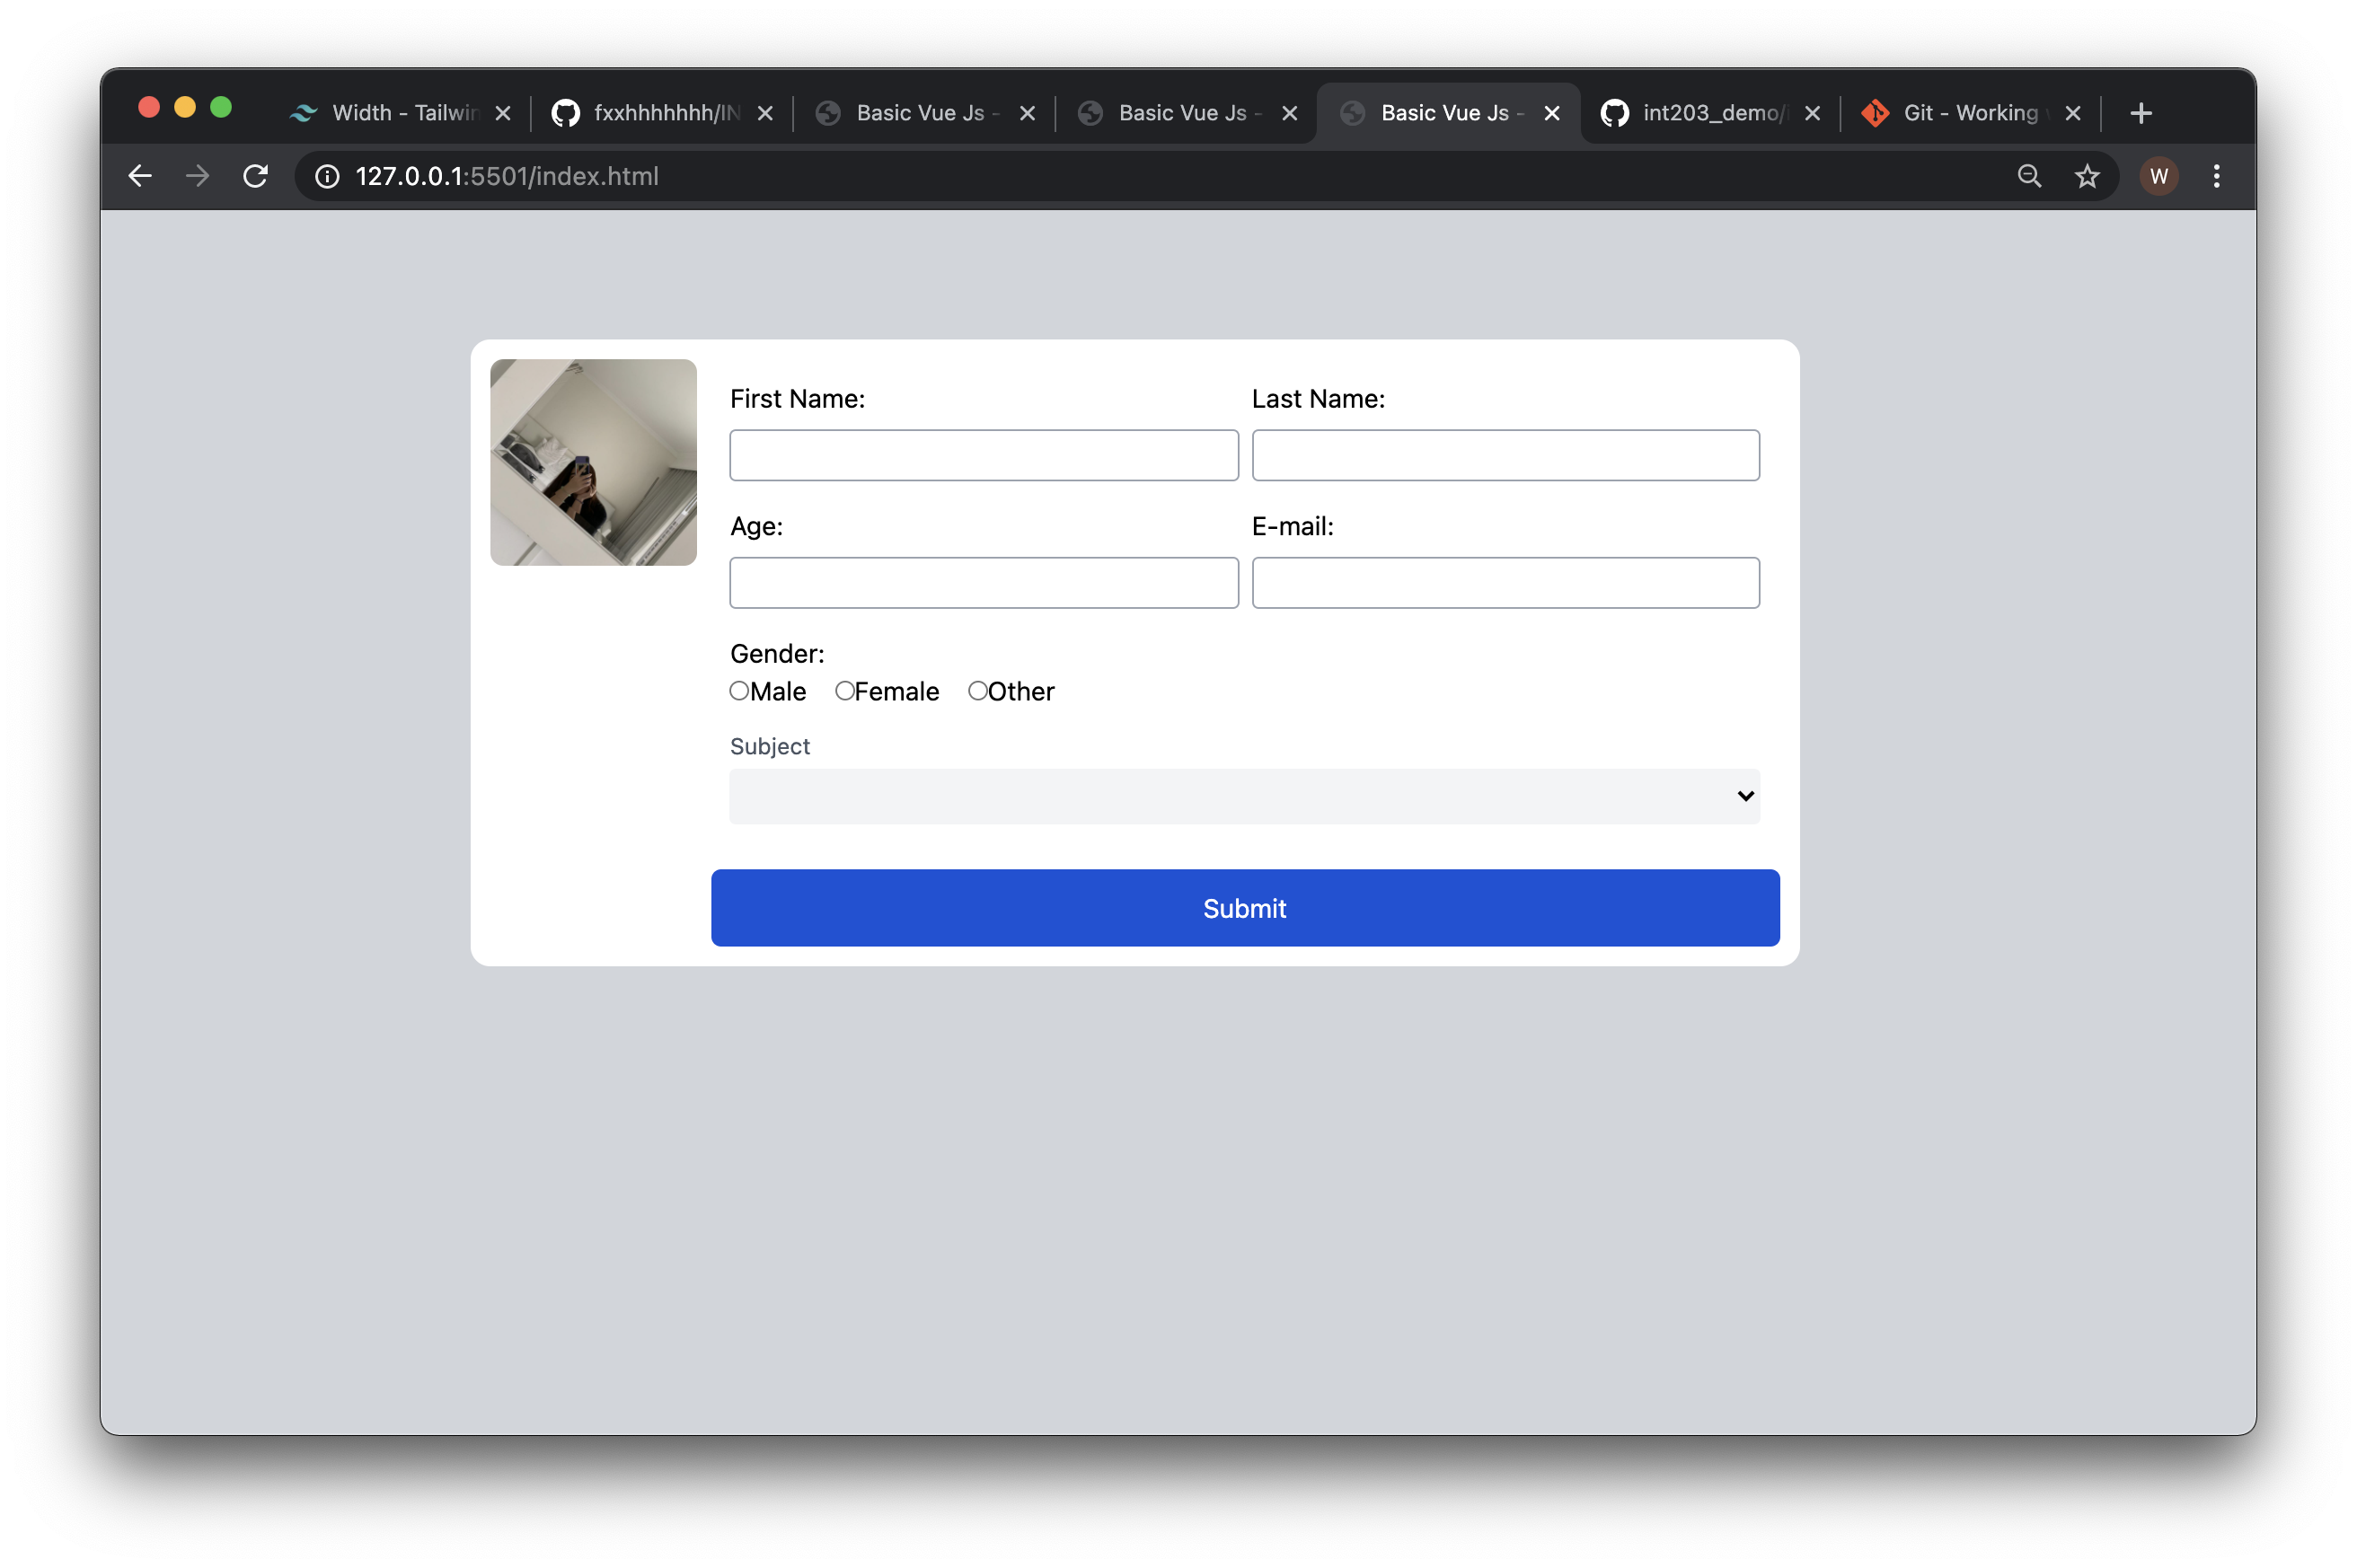 Width - Tailwin
fxxhhhhhhh/IN
Basic Vue Js -
Basic Vue Js -
Basic Vue Js -
int203_demo/
Git - Working
127.0.0.1:5501/index.html
W
First Name:
Last Name:
Age:
E-mail:
Gender:
Male Female Other
Subject
Submit